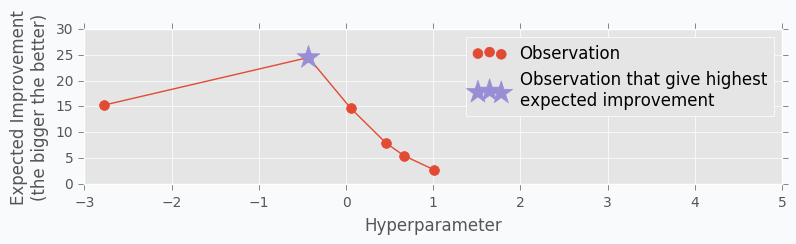 Expected Improvement
(the bigger the better)
30
25
20
15
10
5
0
−3 −2 −1 0 1 2 3 4 5
Hyperparameter
Observation
Observation that give highest
expected improvement